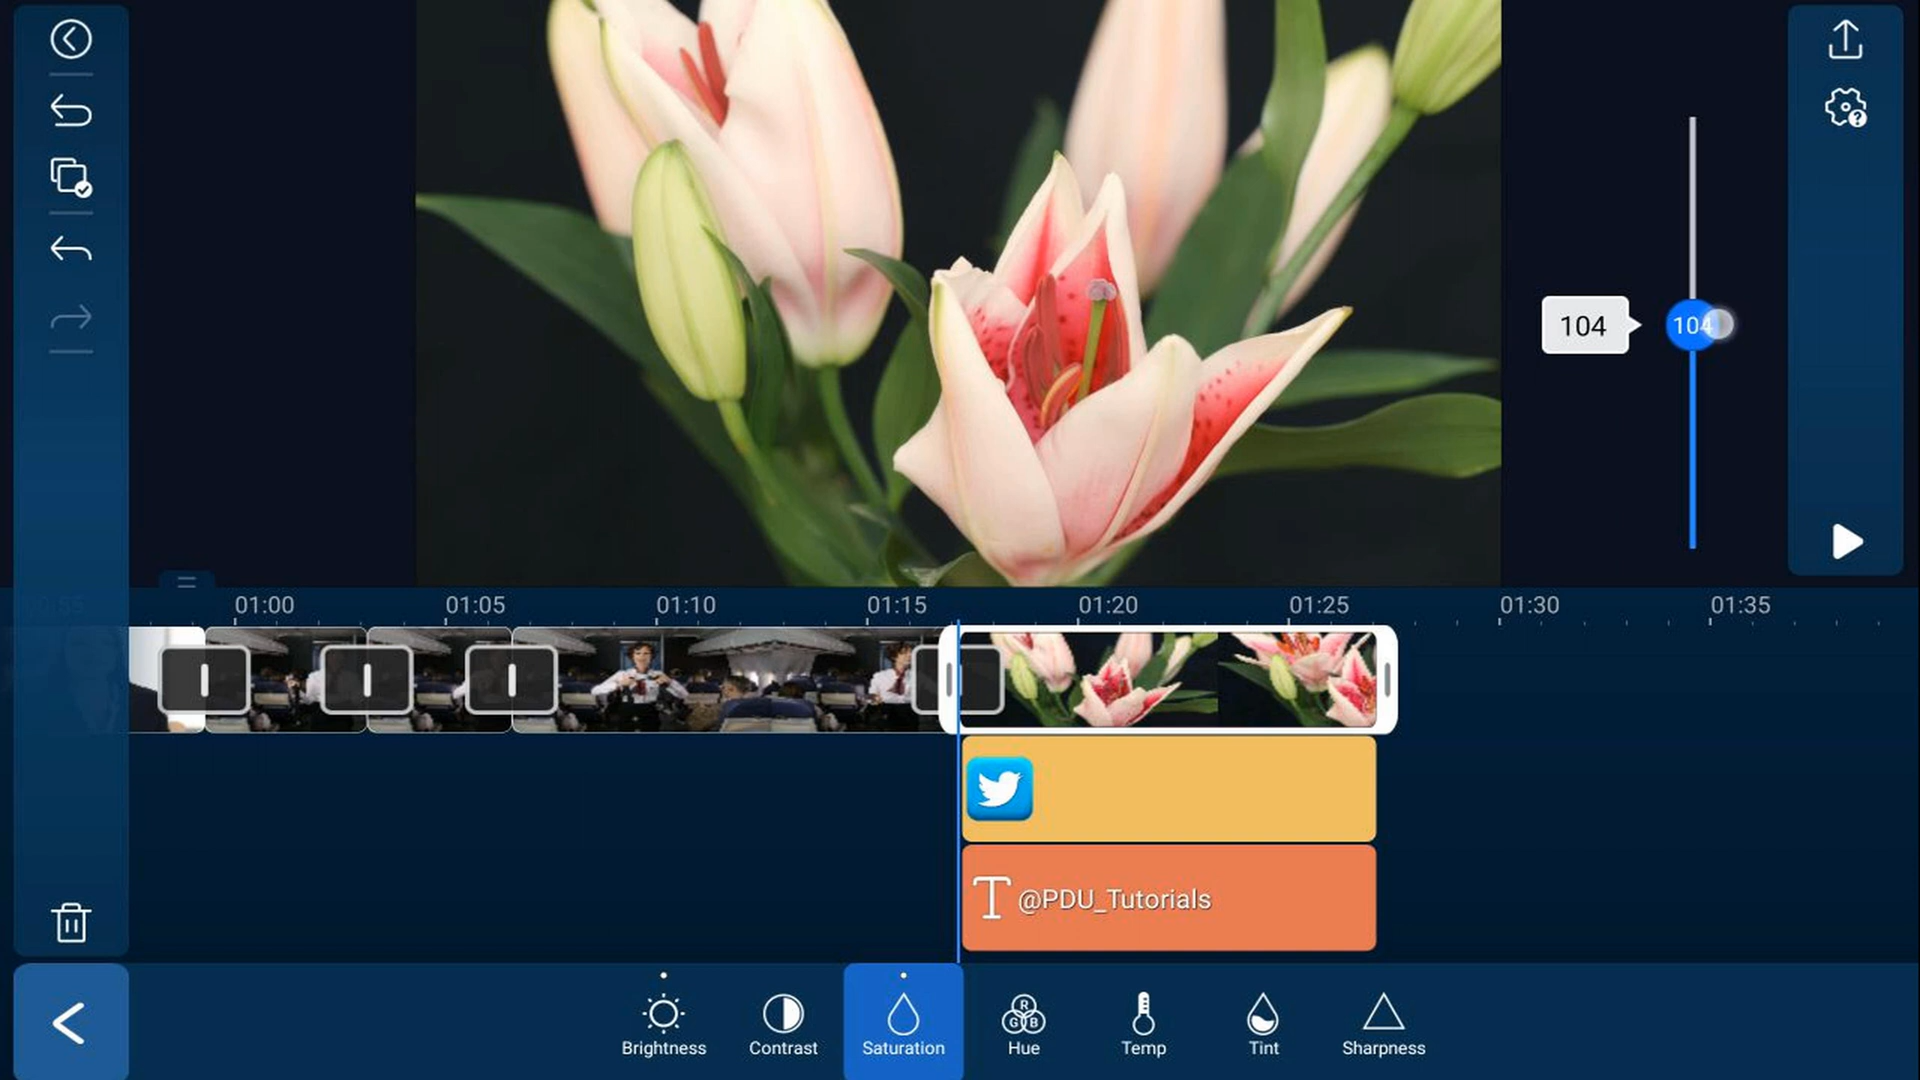 104
104
01:00
01:05
01:10
01:15
01:20
01:25
01:30
01:35
T @PDU_Tutorials
Brightness
Contrast
Saturation
R
G B
Hue
Temp
Tint
Sharpness